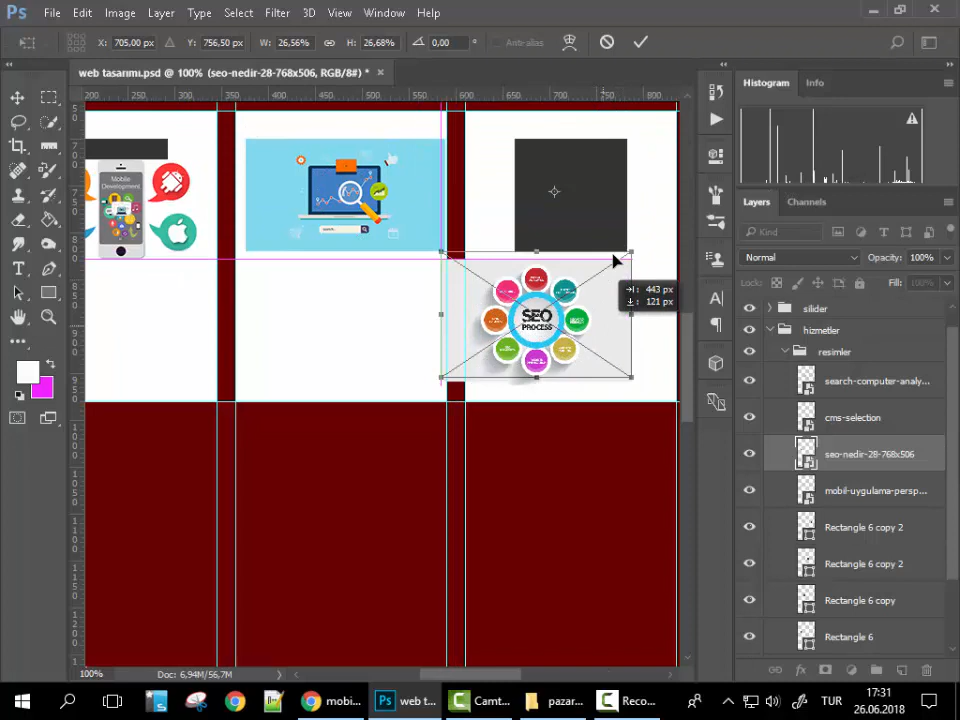 Ps File Edit Image Layer Type Select Filter 3D View Window Help
X: 705,00 px Y: 756,50 px W: 26,56% H: 26,68% 0,00 ° Anti-alias
web tasarımı.psd @ 100% (seo-nedir-28-768x506, RGB/8#) * ×
Histogram Info
200 250 300 350 400 450 500 550 600 650 700 750 800
Mobile
Development
search
443 px
121 px
SEO
PROCESS
Layers Channels
Kind
Normal Opacity: 100%
Lock: Fill: 100%
silider
hizmetler
resimler
search-computer-analy...
cms-selection
seo-nedir-28-768x506
mobil-uygulama-persp...
Rectangle 6 copy 2
Rectangle 6 copy 2
Rectangle 6 copy
Rectangle 6
100% Doc: 6,94M/56,7M
mobi... Ps web t... Camt... pazar... Reco... TUR 17:31
26.06.2018